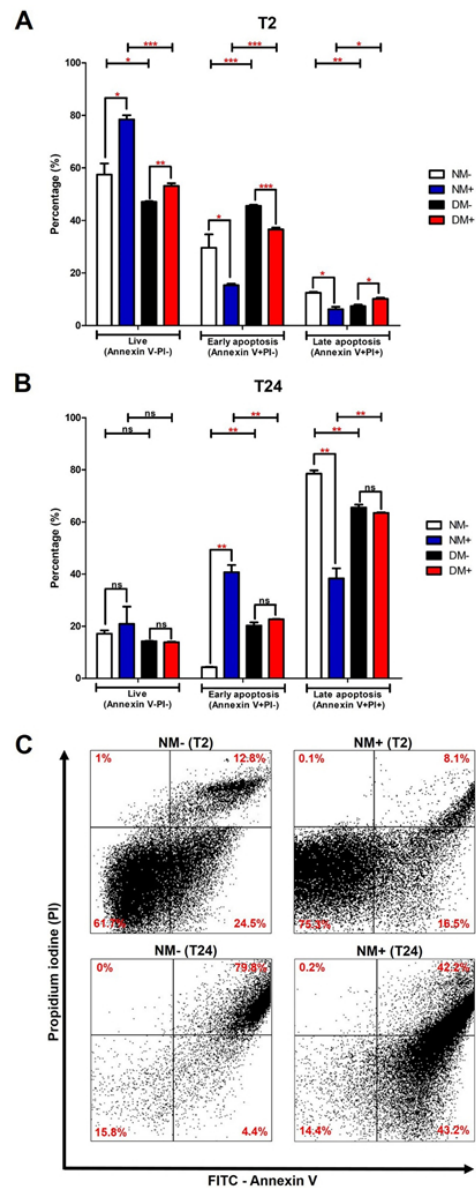 A
T2
***
***
*
*
***
**
100
80
60
40
20
0
Percentage (%)
*
**
*
***
*
*
NM-
NM+
DM-
DM+
Live
(Annexin V-PI-)
Early apoptosis
(Annexin V+PI-)
Late apoptosis
(Annexin V+PI+)
B
T24
ns
**
**
ns
**
**
100
80
60
40
20
0
Percentage (%)
ns
ns
**
ns
**
ns
NM-
NM+
DM-
DM+
Live
(Annexin V-PI-)
Early apoptosis
(Annexin V+PI-)
Late apoptosis
(Annexin V+PI+)
C
NM- (T2)
NM+ (T2)
1%
12.8%
0.1%
8.1%
24.5%
75.3%
16.5%
NM- (T24)
NM+ (T24)
0%
79.8%
0.2%
42.2%
15.8%
4.4%
14.4%
43.2%
Propidium iodine (PI)
FITC - Annexin V